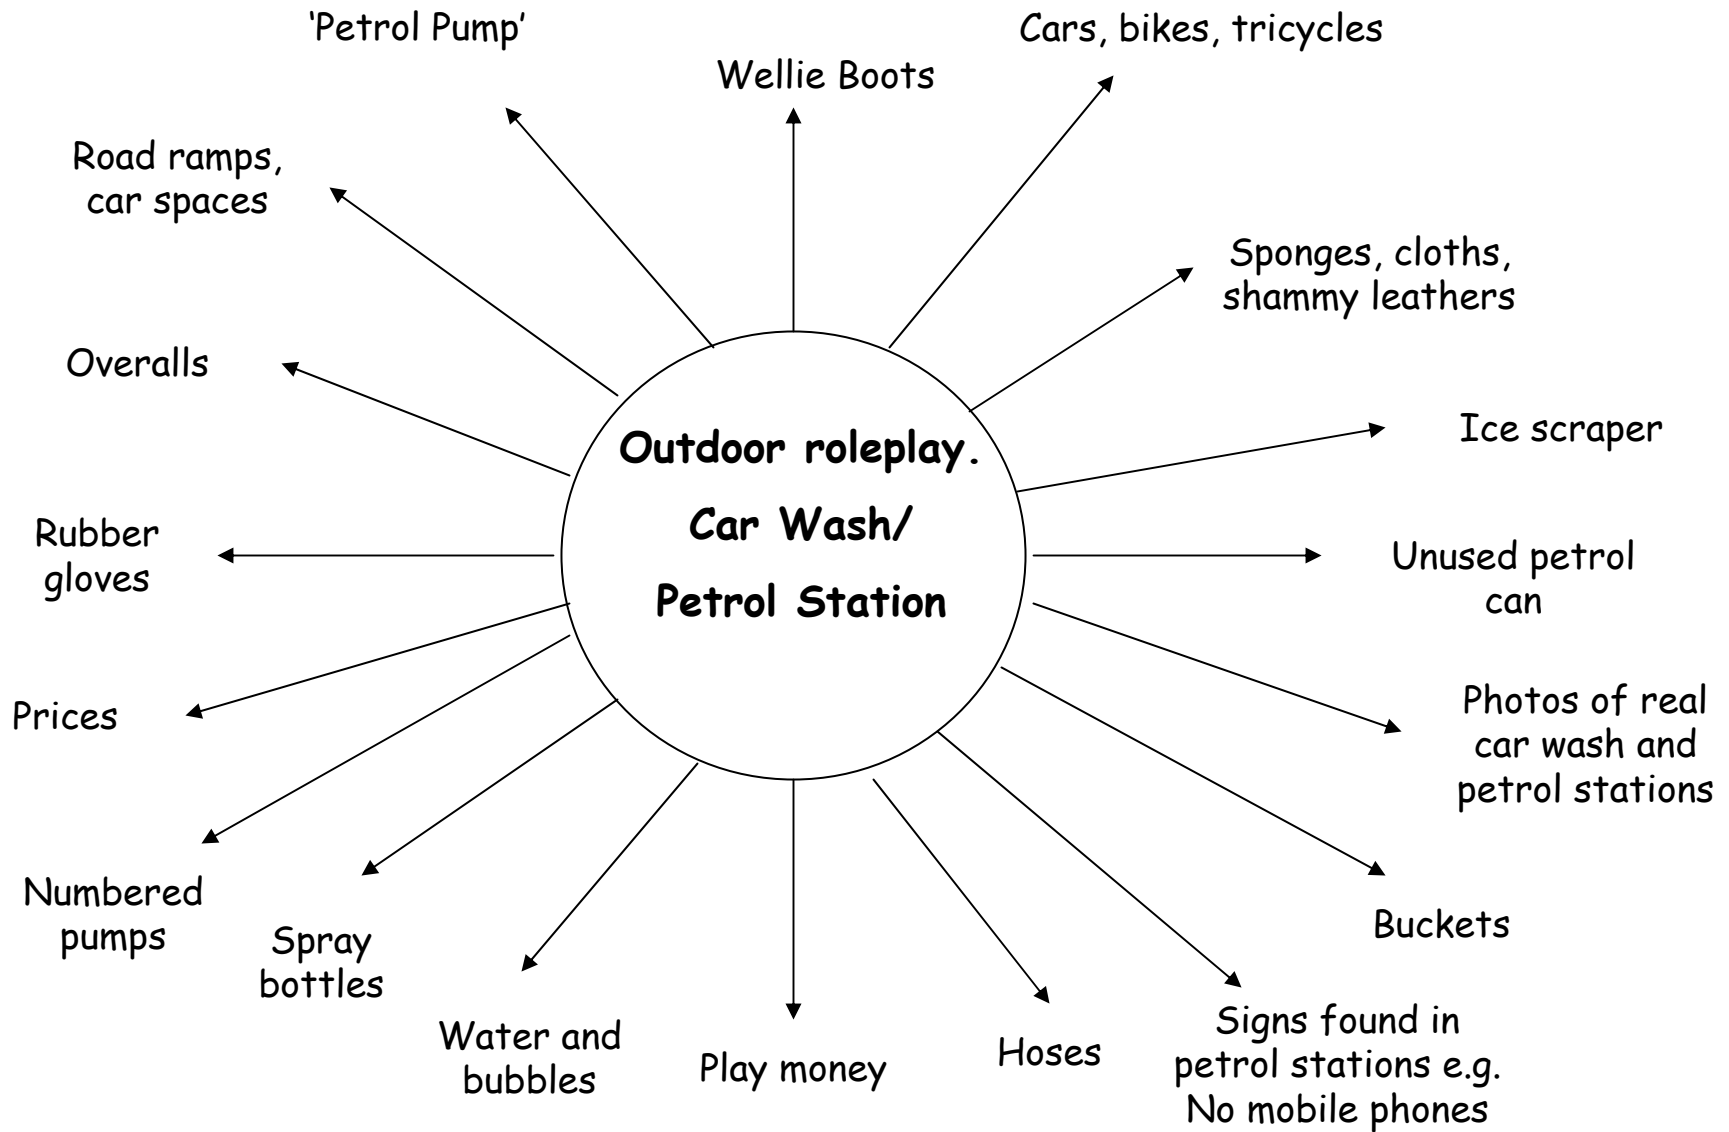 'Petrol Pump'
Cars, bikes, tricycles
Wellie Boots
Road ramps,
car spaces
Sponges, cloths,
shammy leathers
Overalls
Ice scraper
Outdoor roleplay.
Car Wash/
Petrol Station
Rubber
gloves
Unused petrol
can
Prices
Photos of real
car wash and
petrol stations
Numbered
pumps
Spray
bottles
Buckets
Water and
bubbles
Play money
Hoses
Signs found in
petrol stations e.g.
No mobile phones